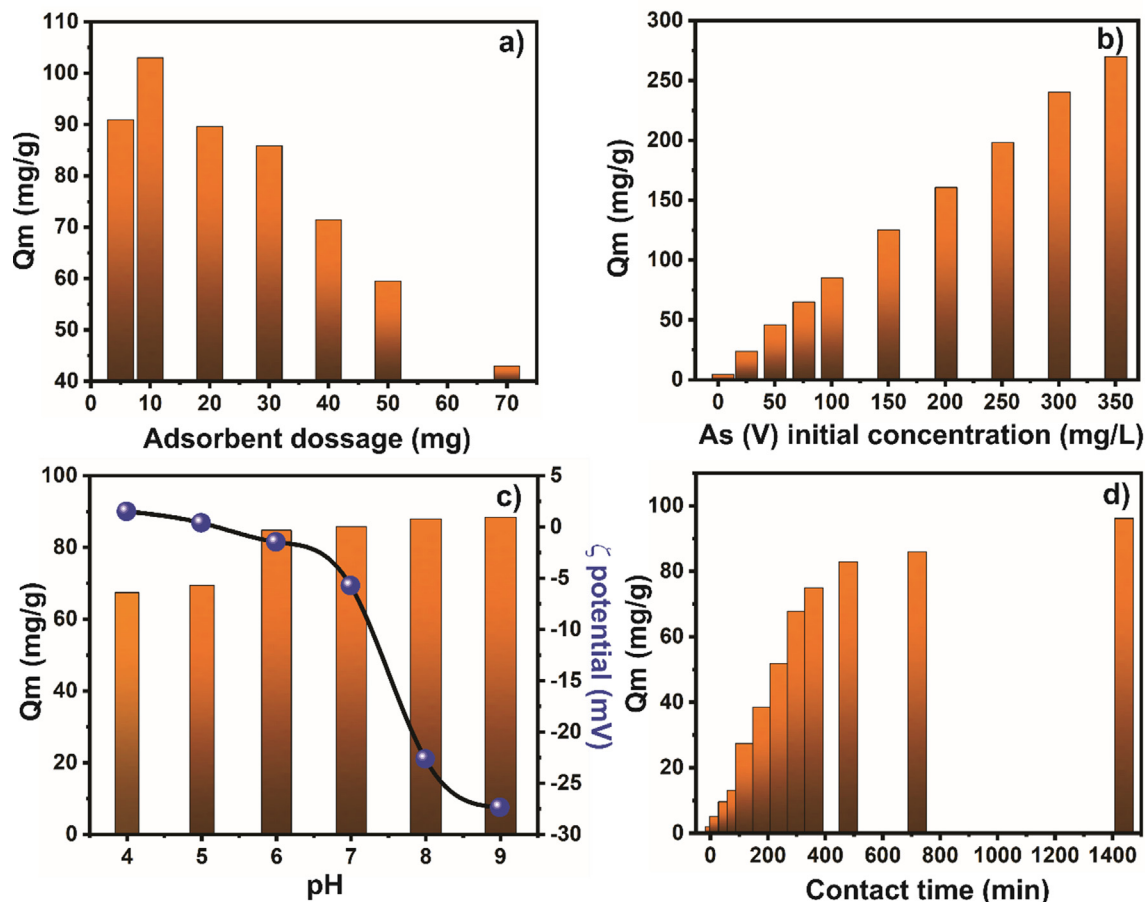 a)
110
100
90
80
70
60
50
40
Qm (mg/g)
0 10 20 30 40 50 60 70
Adsorbent dossage (mg)
b)
300
250
200
150
100
50
0
Qm (mg/g)
0 50 100 150 200 250 300 350
As (V) initial concentration (mg/L)
c)
100
80
60
40
20
0
Qm (mg/g)
5
0
-5
-10
-15
-20
-25
-30
ζ potential (mV)
4 5 6 7 8 9
pH
d)
100
80
60
40
20
0
Qm (mg/g)
0 200 400 600 800 1000 1200 1400
Contact time (min)